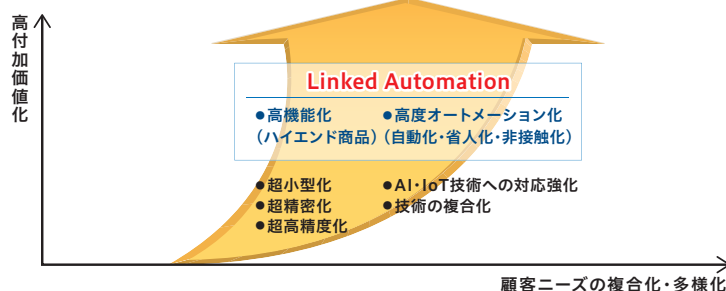 高付加価値化
Linked Automation
●高機能化 ●高度オートメーション化
（ハイエンド商品）（自動化・省人化・非接触化）
●超小型化 ●AI・IoT技術への対応強化
●超精密化 ●技術の複合化
●超高精度化
顧客ニーズの複合化・多様化